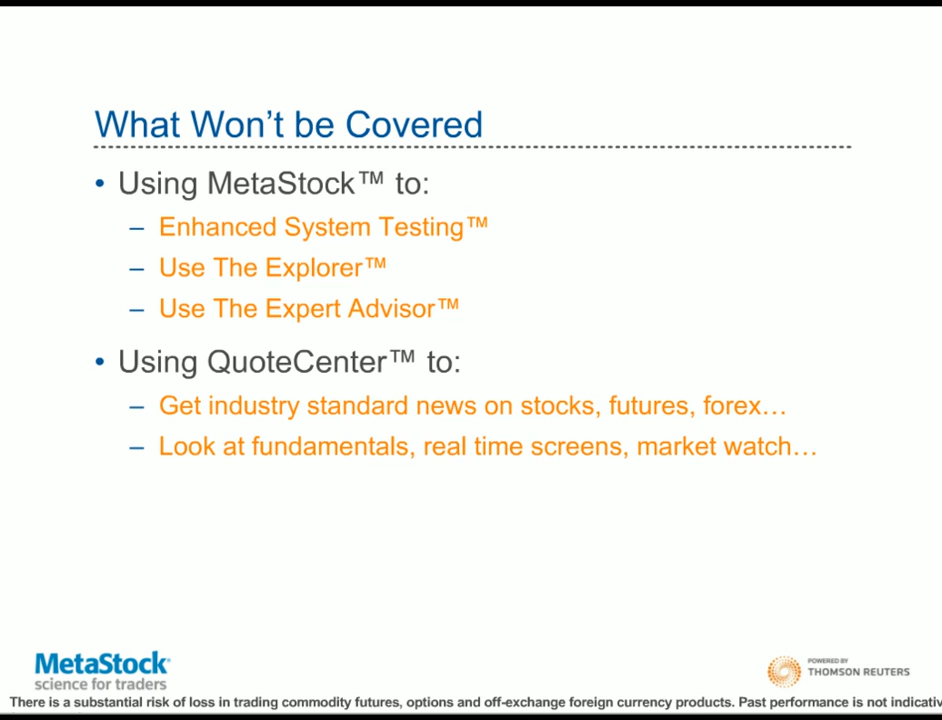 What Won't be Covered
• Using MetaStock™ to:
– Enhanced System Testing™
– Use The Explorer™
– Use The Expert Advisor™
• Using QuoteCenter™ to:
– Get industry standard news on stocks, futures, forex…
– Look at fundamentals, real time screens, market watch…
MetaStock
science for traders
POWERED BY
THOMSON REUTERS
There is a substantial risk of loss in trading commodity futures, options and off-exchange foreign currency products. Past performance is not indicativ